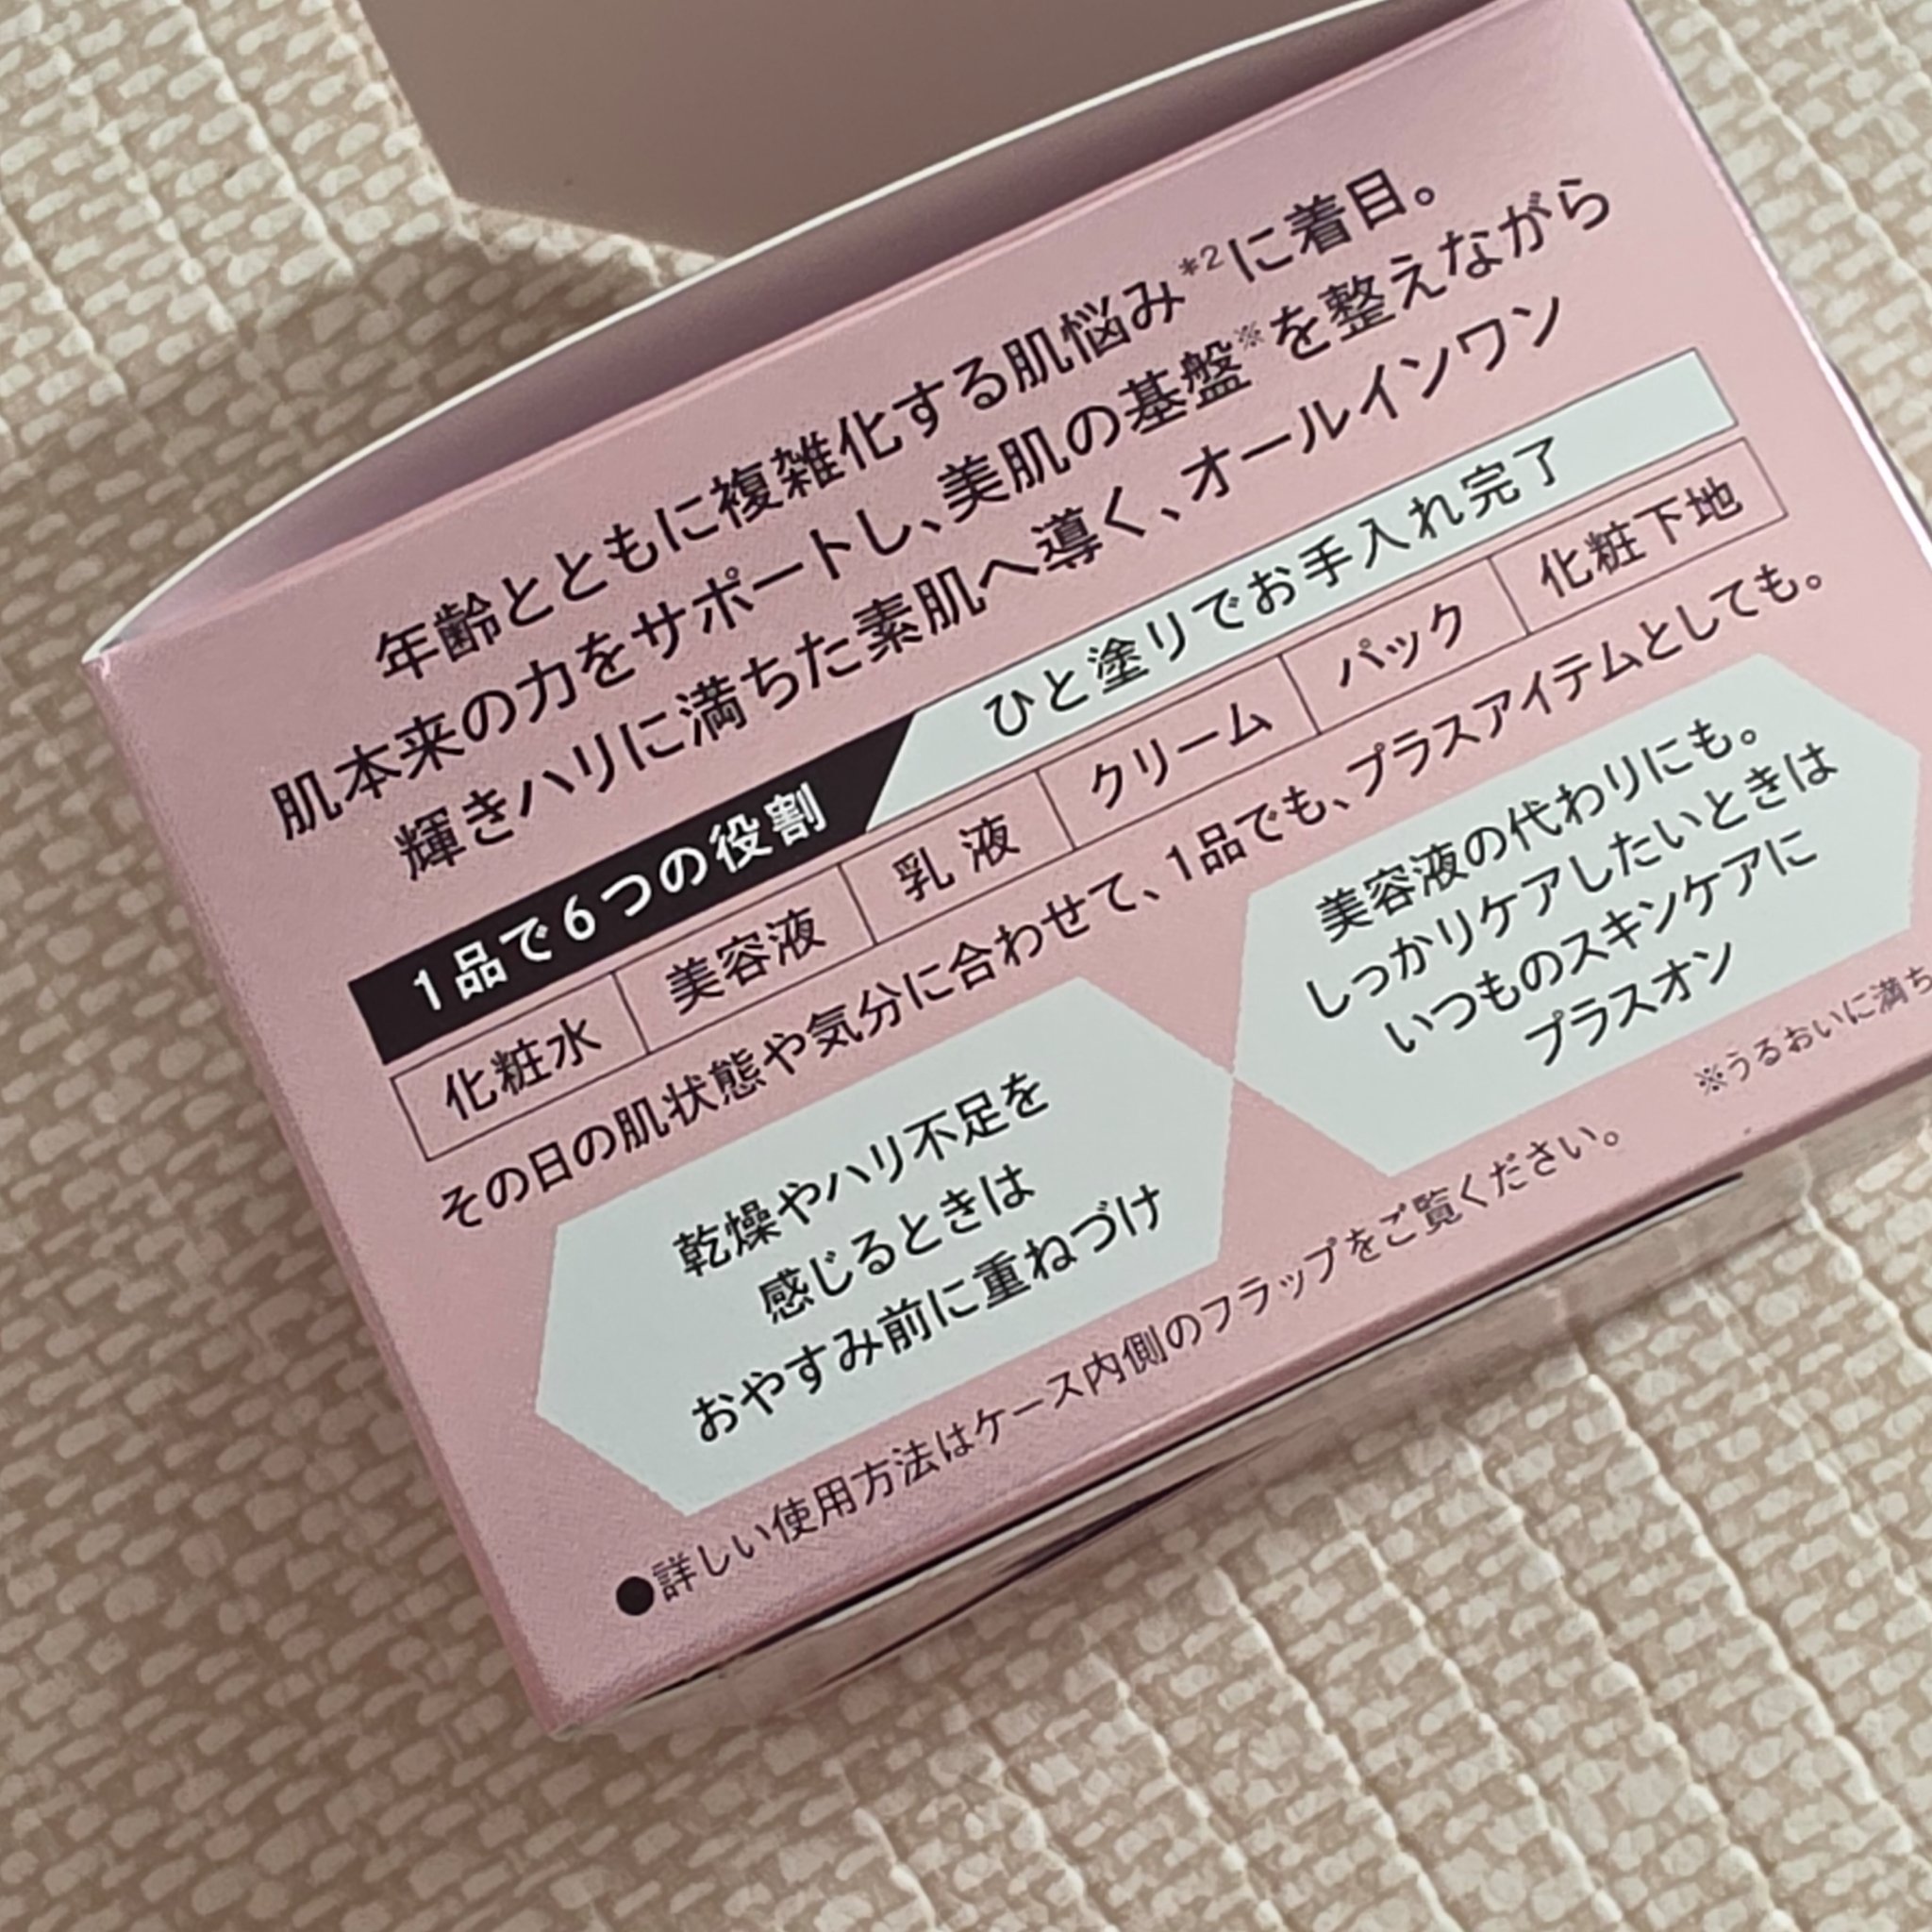 年齢とともに複雑化する肌悩み*2に着目。
肌本来の力をサポートし、美肌の基盤※を整えながら
輝きハリに満ちた素肌へ導く、オールインワン
1品で6つの役割 ひと塗りでお手入れ完了
化粧水 美容液 乳液 クリーム パック 化粧下地
その日の肌状態や気分に合わせて、1品でも、プラスアイテムとしても。
乾燥やハリ不足を
感じるときは
おやすみ前に重ねづけ
美容液の代わりにも。
しっかりケアしたいときは
いつものスキンケアに
プラスオン
※うるおいに満ち
●詳しい使用方法はケース内側のフラップをご覧ください。